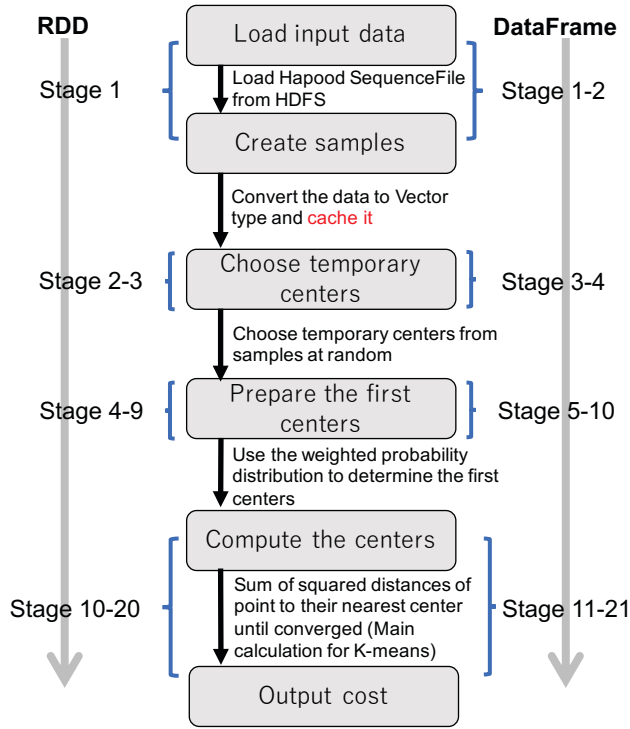 RDD
DataFrame
Load input data
Stage 1
Load Hapood SequenceFile
from HDFS
Stage 1-2
Create samples
Convert the data to Vector
type and cache it
Stage 2-3
Choose temporary
centers
Stage 3-4
Choose temporary centers from
samples at random
Stage 4-9
Prepare the first
centers
Stage 5-10
Use the weighted probability
distribution to determine the first
centers
Compute the centers
Stage 10-20
Sum of squared distances of
point to their nearest center
until converged (Main
calculation for K-means)
Stage 11-21
Output cost